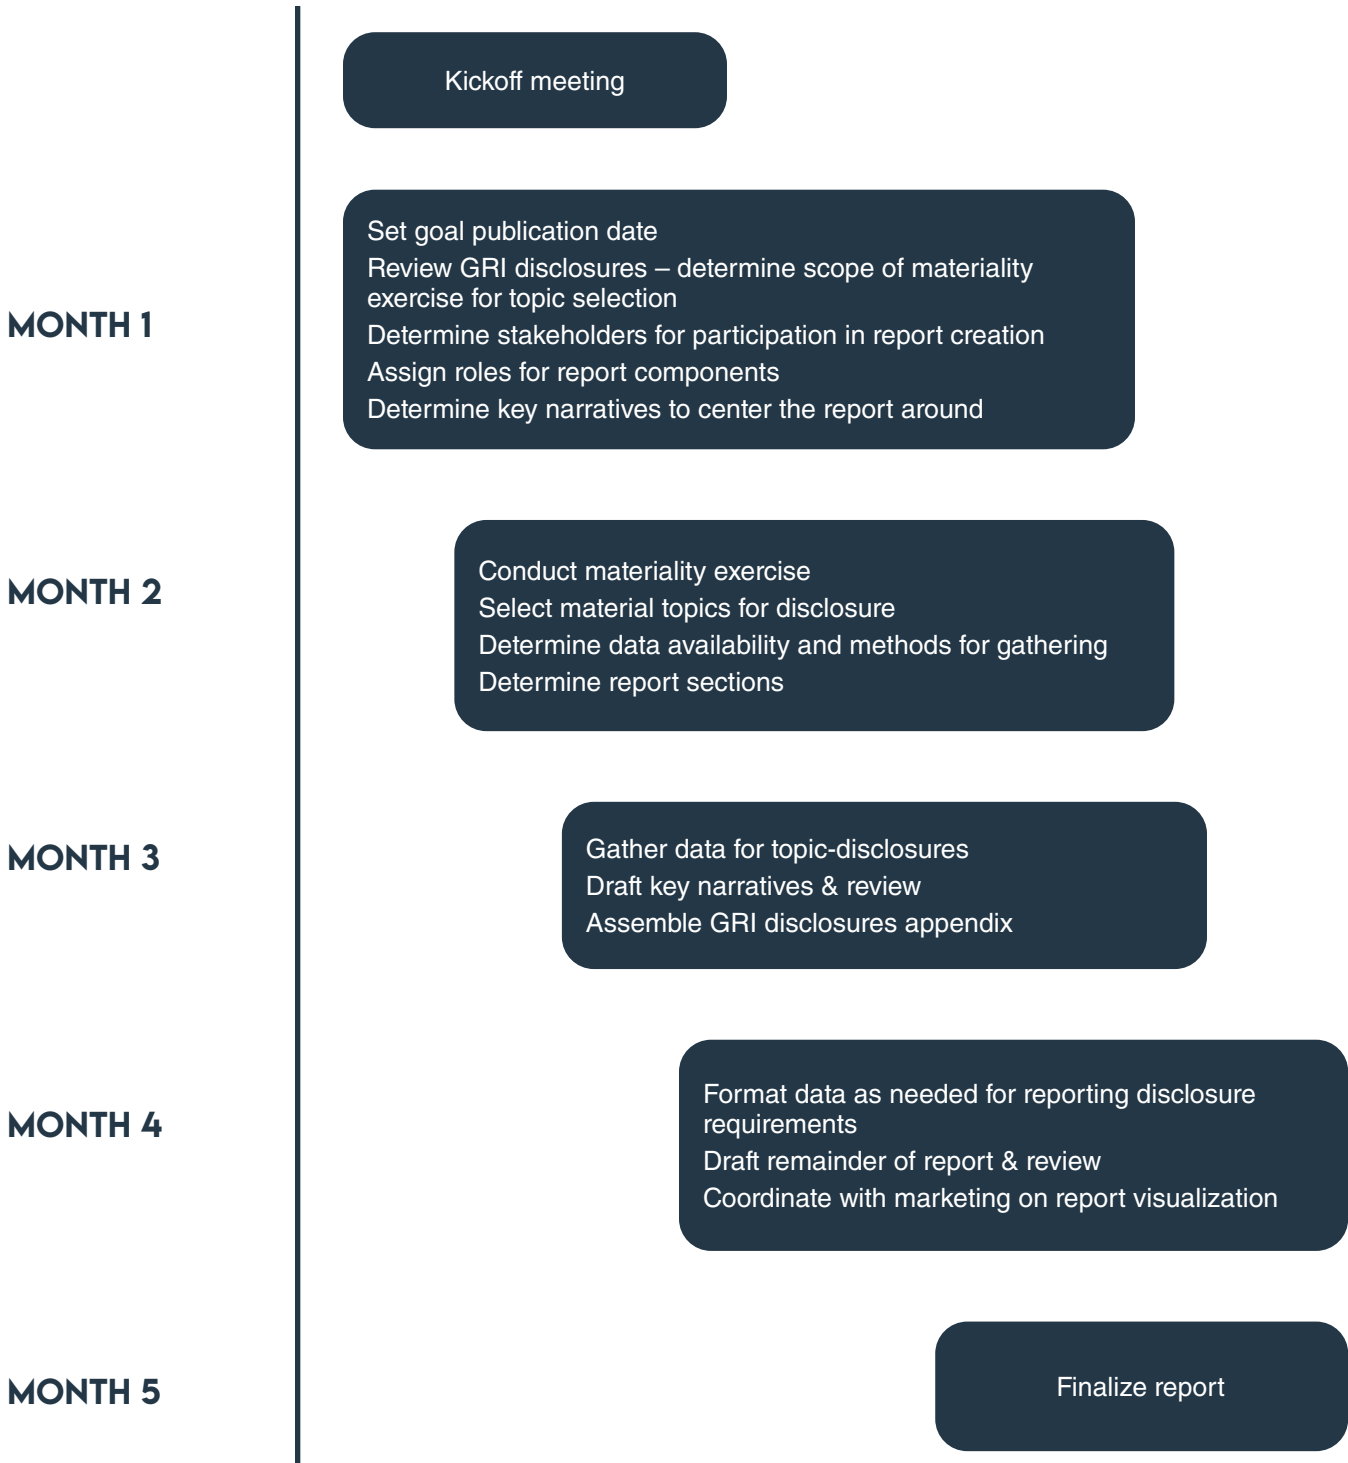 Kickoff meeting
MONTH 1
Set goal publication date
Review GRI disclosures – determine scope of materiality
exercise for topic selection
Determine stakeholders for participation in report creation
Assign roles for report components
Determine key narratives to center the report around
MONTH 2
Conduct materiality exercise
Select material topics for disclosure
Determine data availability and methods for gathering
Determine report sections
MONTH 3
Gather data for topic-disclosures
Draft key narratives & review
Assemble GRI disclosures appendix
MONTH 4
Format data as needed for reporting disclosure
requirements
Draft remainder of report & review
Coordinate with marketing on report visualization
MONTH 5
Finalize report